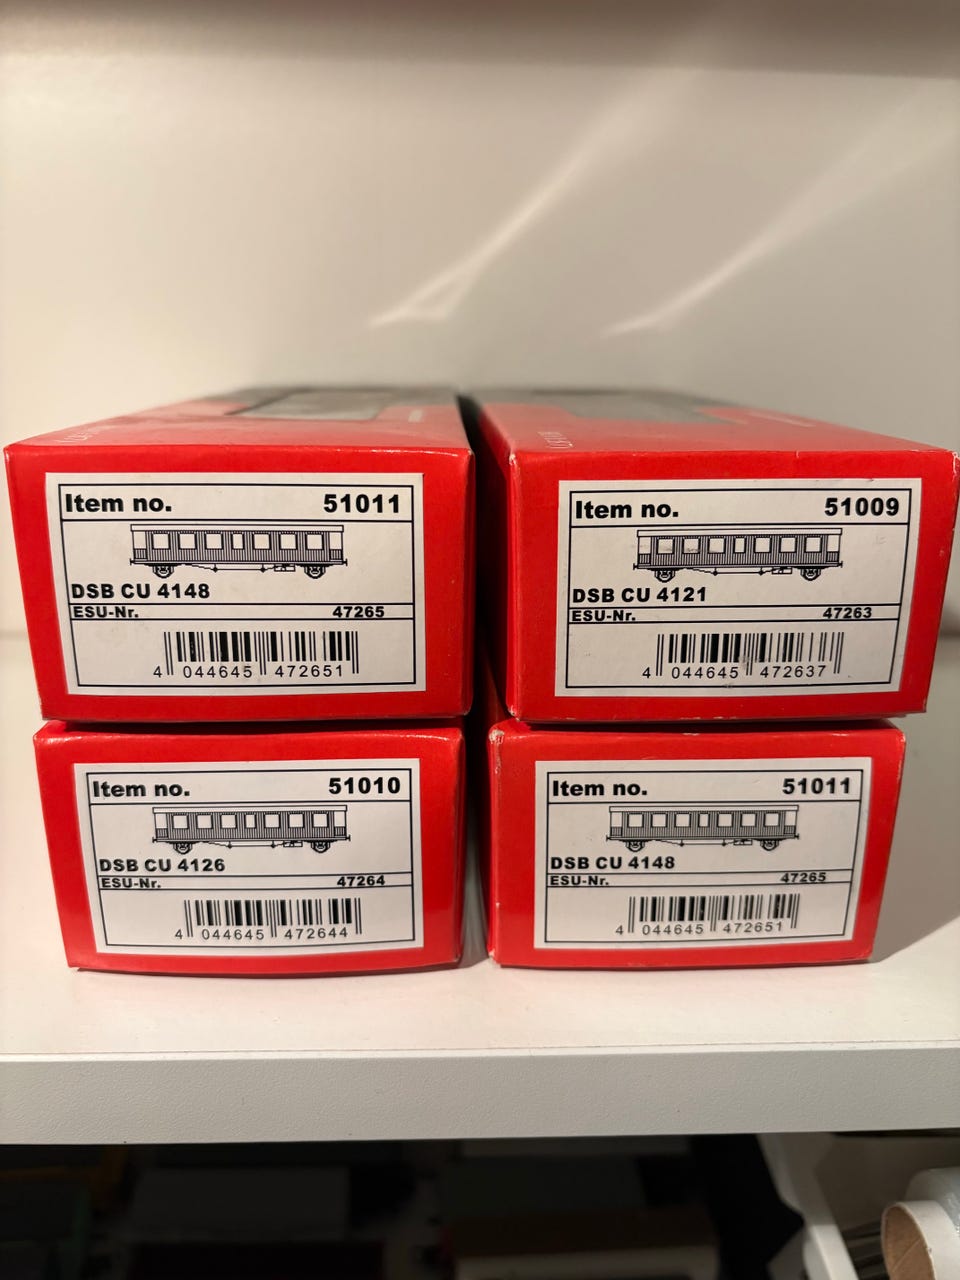 Item no. 51011
DSB CU 4148
ESU-Nr. 47265
4 044645 472651
Item no. 51009
DSB CU 4121
ESU-Nr. 47263
4 044645 472637
Item no. 51010
DSB CU 4126
ESU-Nr. 47264
4 044645 472644
Item no. 51011
DSB CU 4148
ESU-Nr. 47265
4 044645 472651